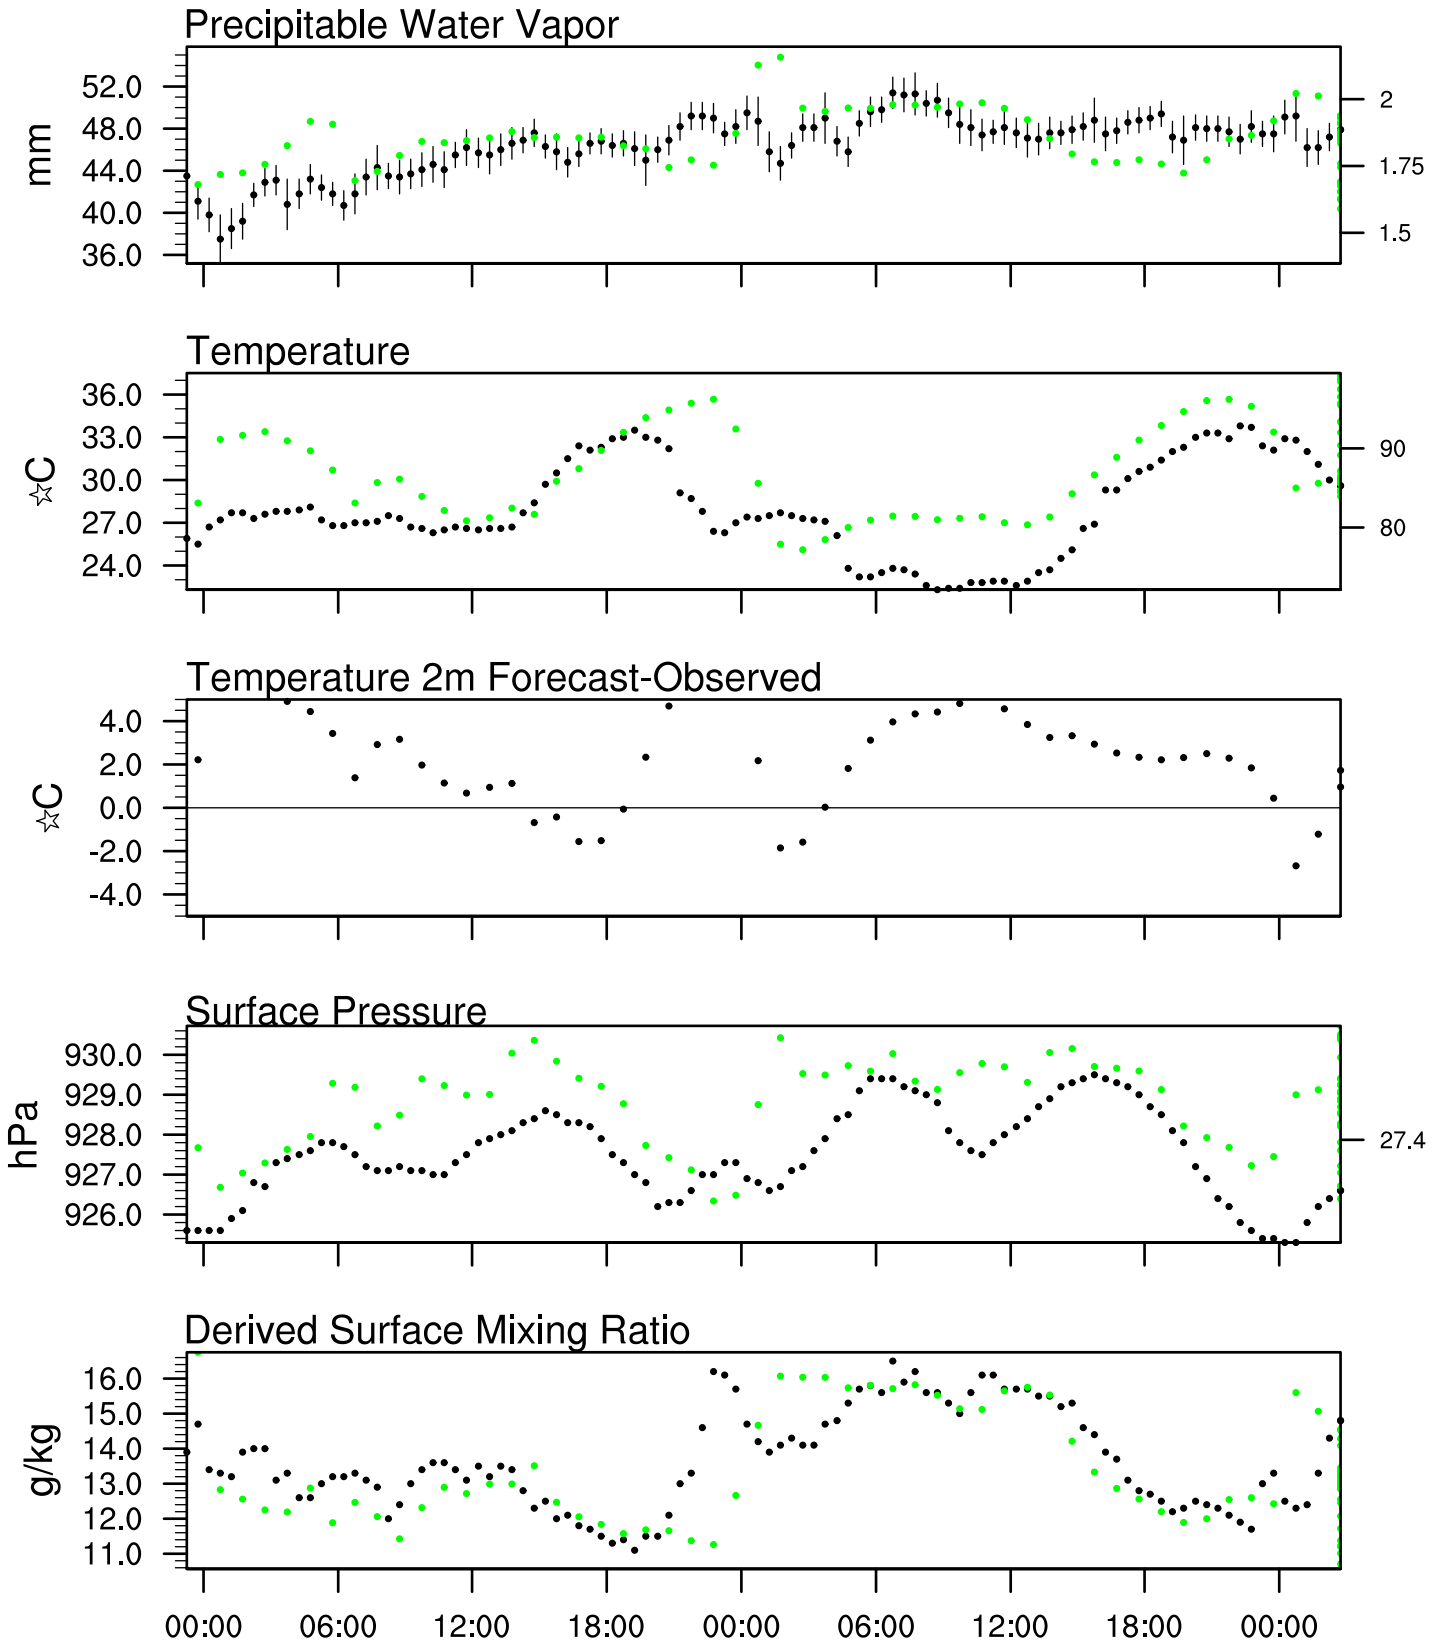 Precipitable Water Vapor
52.0
48.0
44.0
40.0
36.0
mm
2
1.75
1.5
Temperature
36.0
33.0
30.0
27.0
24.0
☆C
90
80
Temperature 2m Forecast-Observed
4.0
2.0
0.0
-2.0
-4.0
☆C
Surface Pressure
930.0
929.0
928.0
927.0
926.0
hPa
27.4
Derived Surface Mixing Ratio
16.0
15.0
14.0
13.0
12.0
11.0
g/kg
00:00 06:00 12:00 18:00 00:00 06:00 12:00 18:00 00:00